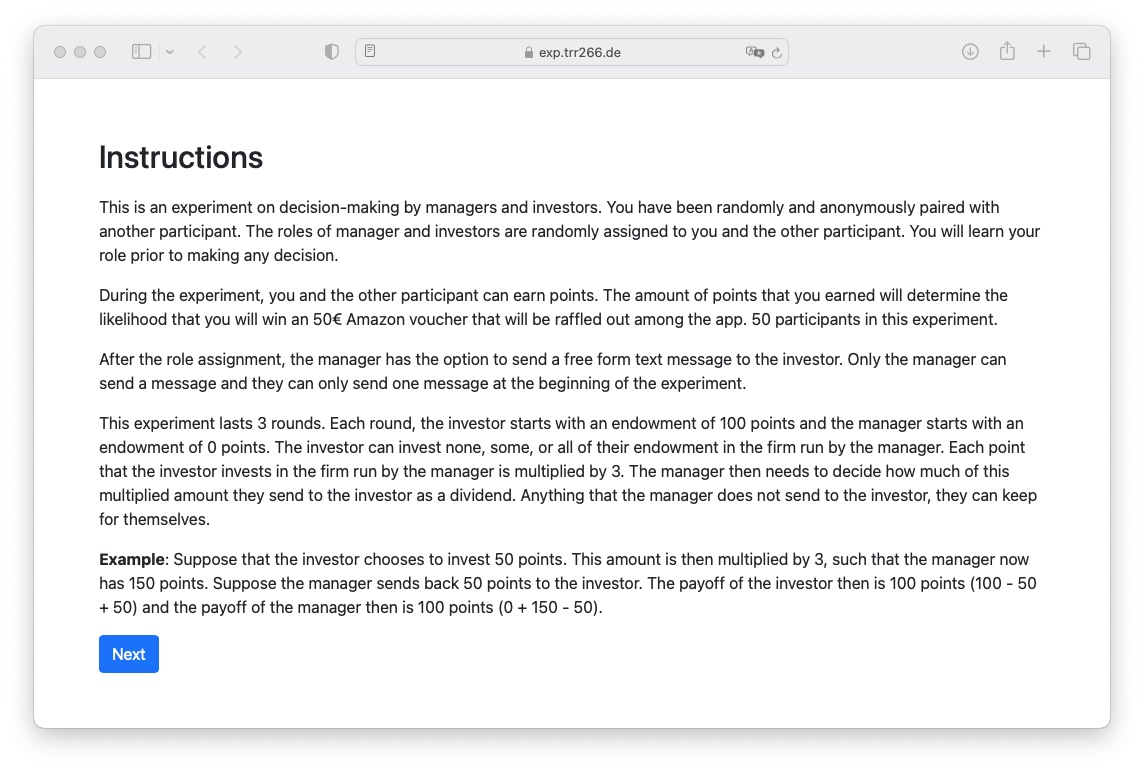 exp.trr266.de
Instructions
This is an experiment on decision-making by managers and investors. You have been randomly and anonymously paired with
another participant. The roles of manager and investors are randomly assigned to you and the other participant. You will learn your
role prior to making any decision.
During the experiment, you and the other participant can earn points. The amount of points that you earned will determine the
likelihood that you will win an 50€ Amazon voucher that will be raffled out among the app. 50 participants in this experiment.
After the role assignment, the manager has the option to send a free form text message to the investor. Only the manager can
send a message and they can only send one message at the beginning of the experiment.
This experiment lasts 3 rounds. Each round, the investor starts with an endowment of 100 points and the manager starts with an
endowment of 0 points. The investor can invest none, some, or all of their endowment in the firm run by the manager. Each point
that the investor invests in the firm run by the manager is multiplied by 3. The manager then needs to decide how much of this
multiplied amount they send to the investor as a dividend. Anything that the manager does not send to the investor, they can keep
for themselves.
Example: Suppose that the investor chooses to invest 50 points. This amount is then multiplied by 3, such that the manager now
has 150 points. Suppose the manager sends back 50 points to the investor. The payoff of the investor then is 100 points (100 - 50
+ 50) and the payoff of the manager then is 100 points (0 + 150 - 50).
Next